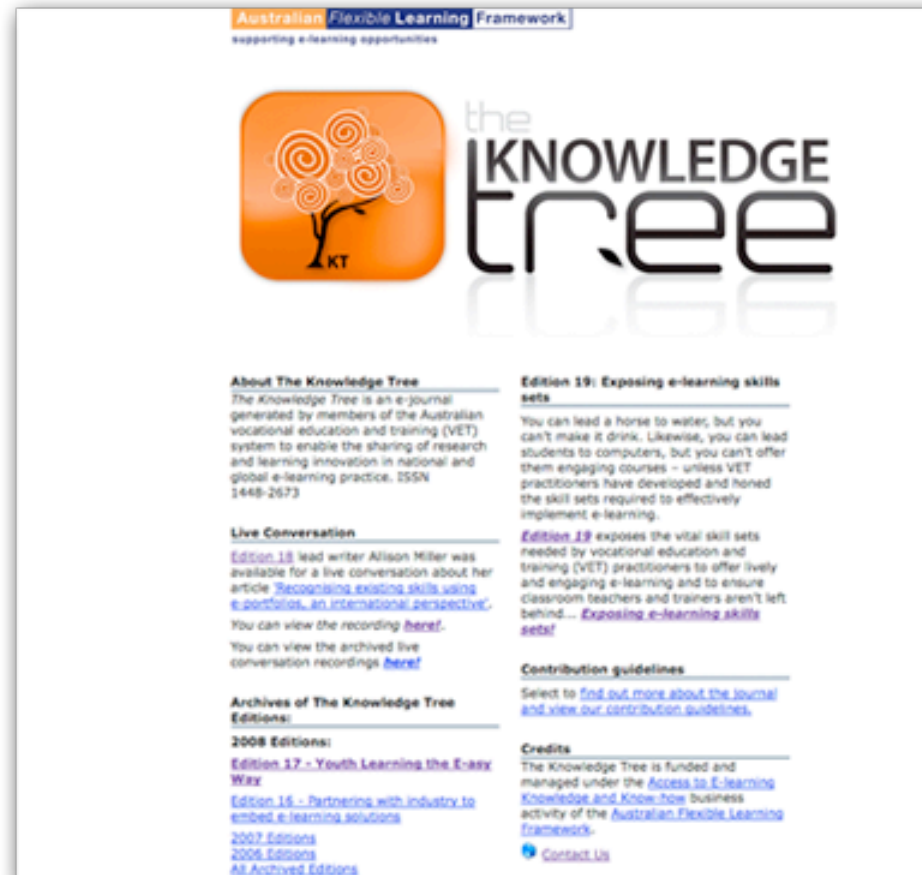 Australian Flexible Learning Framework
supporting e-learning opportunities
KT
the
KNOWLEDGE
tree
About The Knowledge Tree
The Knowledge Tree is an e-journal
generated by members of the Australian
vocational education and training (VET)
system to enable the sharing of research
and learning innovation in national and
global e-learning practice. ISSN
1448-2673
Live Conversation
Edition 18 lead writer Allison Miller was
available for a live conversation about her
article 'Recognising existing skills using
e-portfolios, an international perspective'.
You can view the recording here!.
You can view the archived live
conversation recordings here!
Archives of The Knowledge Tree
Editions:
2008 Editions:
Edition 17 - Youth Learning the E-asy
Way
Edition 16 - Partnering with industry to
embed e-learning solutions
2007 Editions
2006 Editions
All Archived Editions
Edition 19: Exposing e-learning skills
sets
You can lead a horse to water, but you
can't make it drink. Likewise, you can lead
students to computers, but you can't offer
them engaging courses – unless VET
practitioners have developed and honed
the skill sets required to effectively
implement e-learning.
Edition 19 exposes the vital skill sets
needed by vocational education and
training (VET) practitioners to offer lively
and engaging e-learning and to ensure
classroom teachers and trainers aren't left
behind... Exposing e-learning skills
sets!
Contribution guidelines
Select to find out more about the journal
and view our contribution guidelines.
Credits
The Knowledge Tree is funded and
managed under the Access to E-learning
Knowledge and Know-how business
activity of the Australian Flexible Learning
Framework.
Contact Us